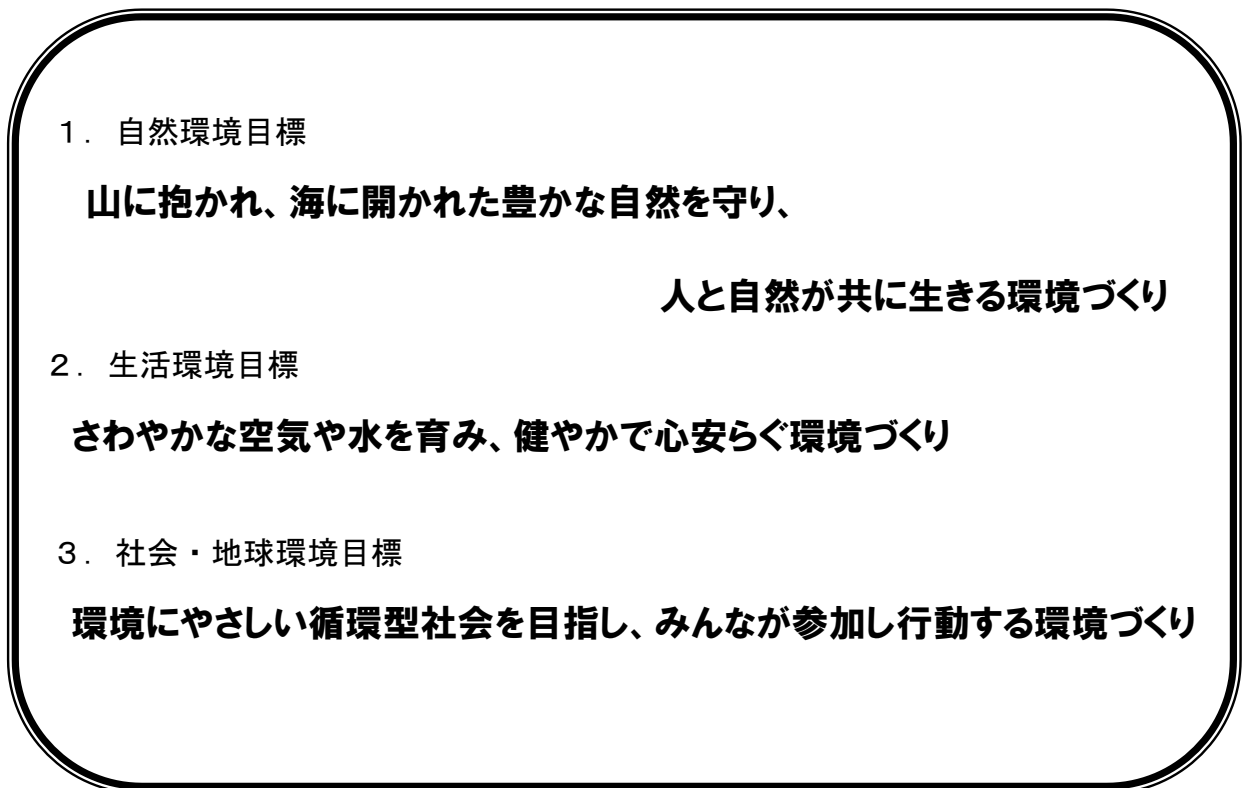 １．自然環境目標
山に抱かれ、海に開かれた豊かな自然を守り、
人と自然が共に生きる環境づくり
２．生活環境目標
さわやかな空気や水を育み、健やかで心安らぐ環境づくり
３．社会・地球環境目標
環境にやさしい循環型社会を目指し、みんなが参加し行動する環境づくり